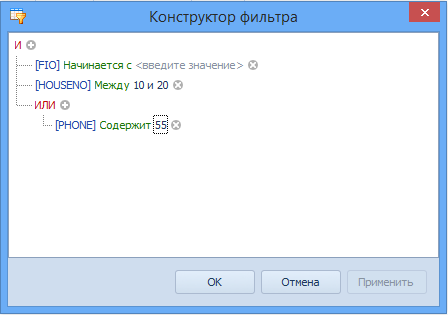 Конструктор фильтра
И
[FIO] Начинается с <введите значение>
[HOUSENO] Между 10 и 20
ИЛИ
[PHONE] Содержит 55
OK Отмена Применить